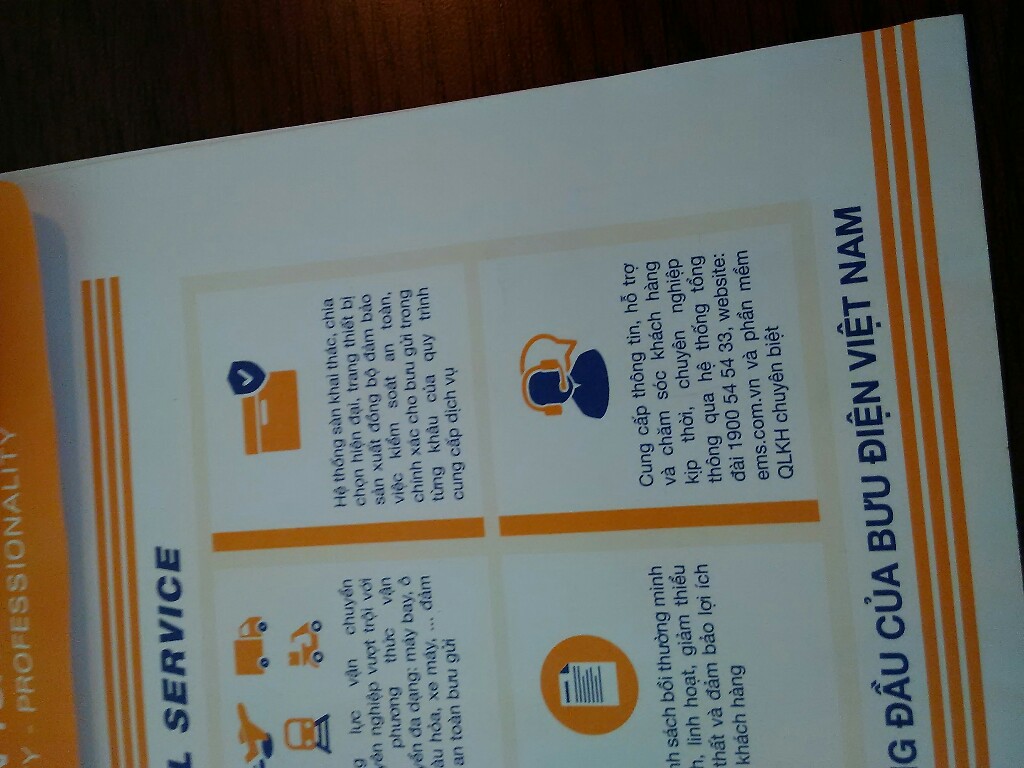 Y - PROFESSIONALITY
L SERVICE
lực vận chuyển
nghiệp vượt trội với
phương thức vận
đa dạng: máy bay, ô
hỏa, xe máy, ... đảm
an toàn bưu gửi
Hệ thống sàn khai thác, chia
chọn hiện đại, trang thiết bị
sản xuất đồng bộ đảm bảo
việc kiểm soát an toàn,
chính xác cho bưu gửi trong
từng khâu của quy trình
cung cấp dịch vụ
sách bồi thường minh
linh hoạt, giảm thiểu
thất và đảm bảo lợi ích
khách hàng
Cung cấp thông tin, hỗ trợ
và chăm sóc khách hàng
kịp thời, chuyên nghiệp
thông qua hệ thống tổng
đài 1900 54 54 33, website:
ems.com.vn và phần mềm
QLKH chuyên biệt
G ĐẦU CỦA BƯU ĐIỆN VIỆT NAM